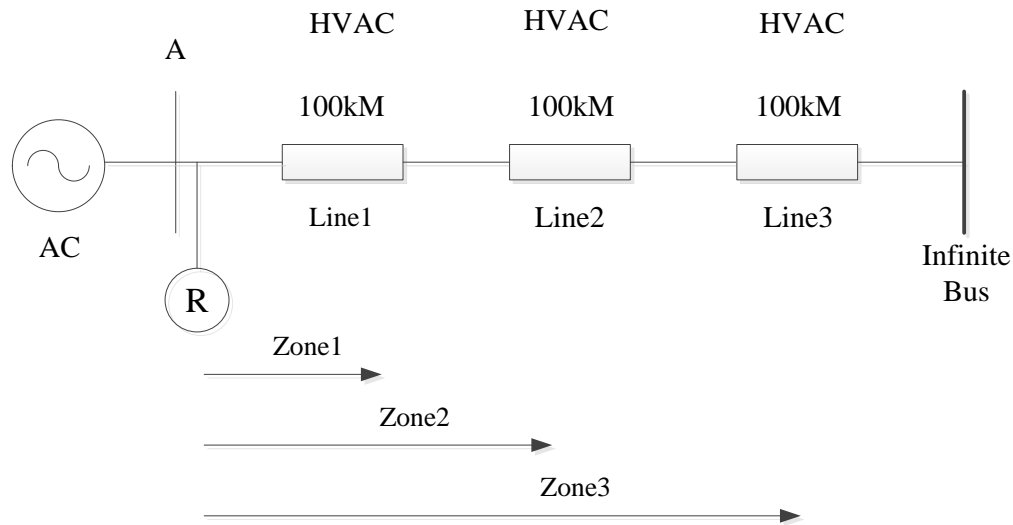 HVAC HVAC HVAC
A
100kM 100kM 100kM
Line1 Line2 Line3
AC
Infinite
Bus
R
Zone1
Zone2
Zone3